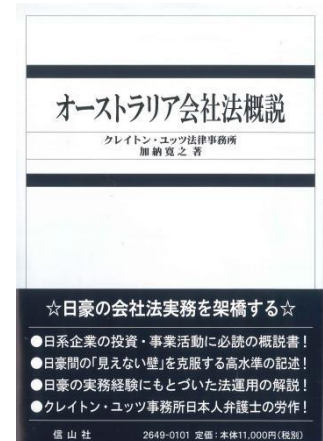 オーストラリア会社法概説
クレイトン・ユッツ法律事務所
加納寛之 著
☆日豪の会社法実務を架橋する☆
●日系企業の投資・事業活動に必読の概説書！
●日豪間の「見えない壁」を克服する高水準の記述！
●日豪の実務経験にもとづいた法運用の解説！
●クレイトン・ユッツ事務所日本人弁護士の労作！
信山社 2649-0101 定価：本体11,000円(税別)